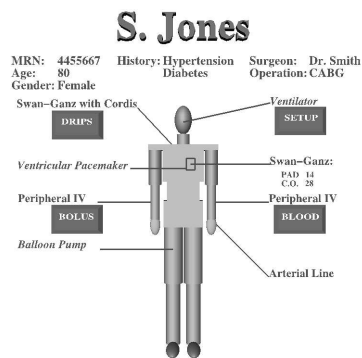 S. Jones
MRN: 4455667 History: Hypertension Surgeon: Dr. Smith
Age: 80 Diabetes Operation: CABG
Gender: Female
Swan-Ganz with Cordis
Ventilator
DRIPS
SETUP
Ventricular Pacemaker
Swan-Ganz:
PAD 14
C.O. 28
Peripheral IV
Peripheral IV
BOLUS
BLOOD
Balloon Pump
Arterial Line